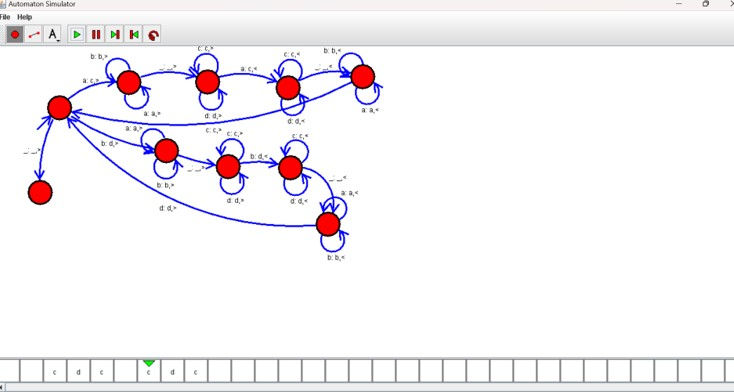 Automaton Simulator
File Help
A
c: c,>
b: b,>
_: _,>
a: c,<
c: c,<
_: _,<
b: b,<
a: c,>
a: a,>
d: d,>
d: d,<
a: a,<
_: _,>
b: d,>
a: a,>
c: c,>
c: c,>
c: c,<
b: d,<
_: _,>
b: b,>
d: d,>
d: d,<
_: _,<
a: a,<
d: d,>
b: b,<
c d c c d c